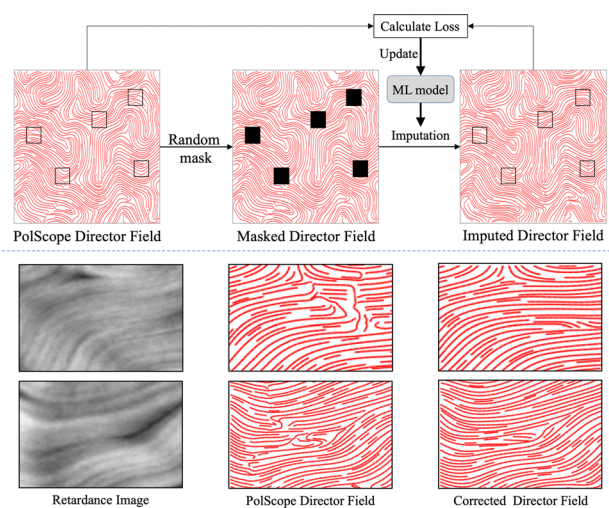 Calculate Loss
Update
ML model
Random
mask
Imputation
PolScope Director Field
Masked Director Field
Imputed Director Field
Retardance Image
PolScope Director Field
Corrected Director Field